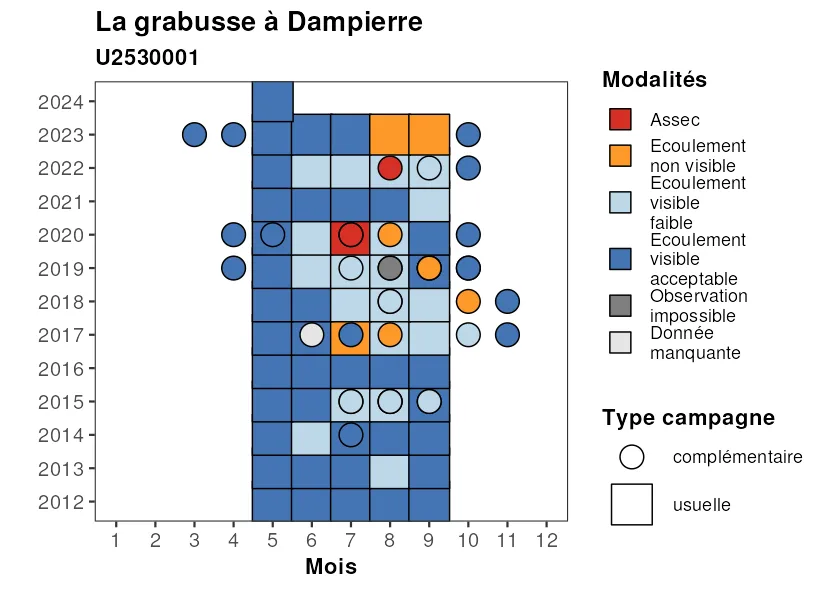 La grabusse à Dampierre
U2530001
2024
2023
2022
2021
2020
2019
2018
2017
2016
2015
2014
2013
2012
1 2 3 4 5 6 7 8 9 10 11 12
Mois
Modalités
Assec
Ecoulement
non visible
Ecoulement
visible
faible
Ecoulement
visible
acceptable
Observation
impossible
Donnée
manquante
Type campagne
complémentaire
usuelle